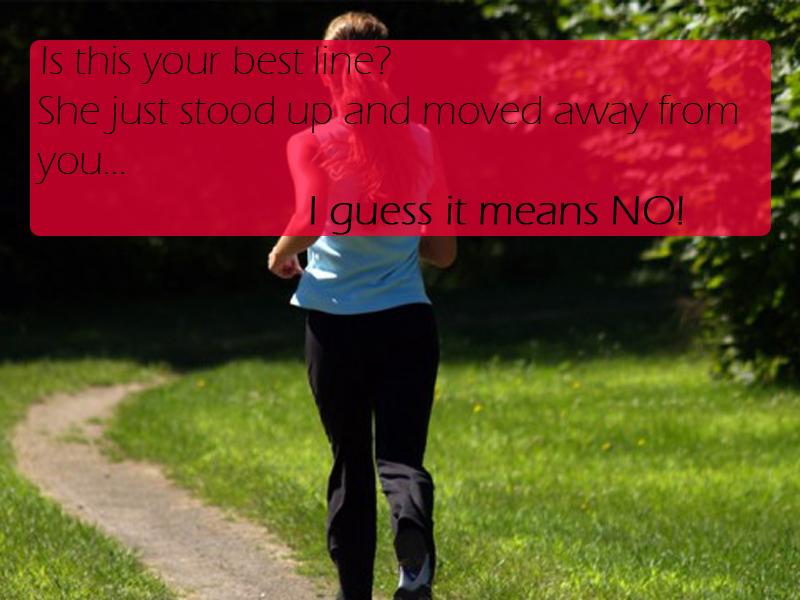 Is this your best line?
She just stood up and moved away from
you...
I guess it means NO!